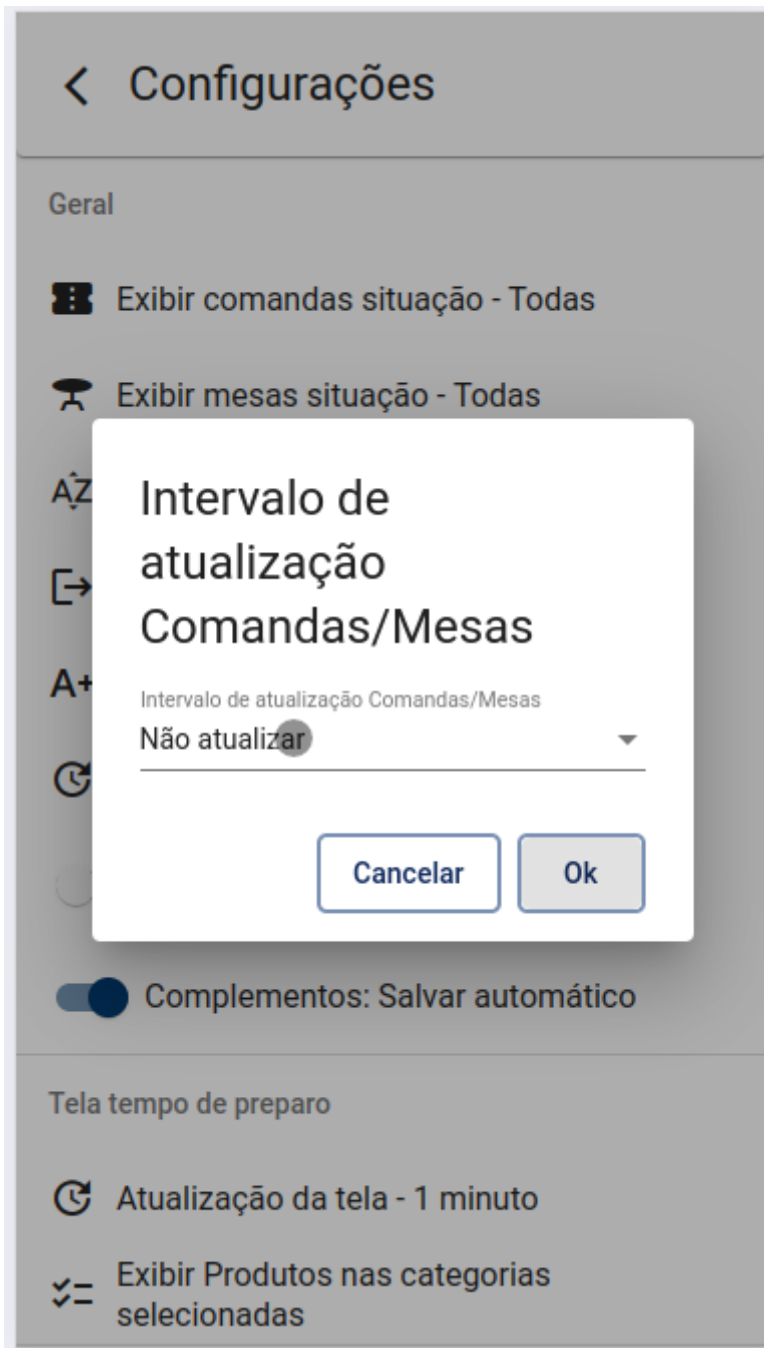 Configurações
Geral
Exibir comandas situação - Todas
Exibir mesas situação - Todas
AZ
Intervalo de
atualização
Comandas/Mesas
A+
Intervalo de atualização Comandas/Mesas
Não atualizar
Cancelar
Ok
Complementos: Salvar automático
Tela tempo de preparo
Atualização da tela - 1 minuto
Exibir Produtos nas categorias
selecionadas